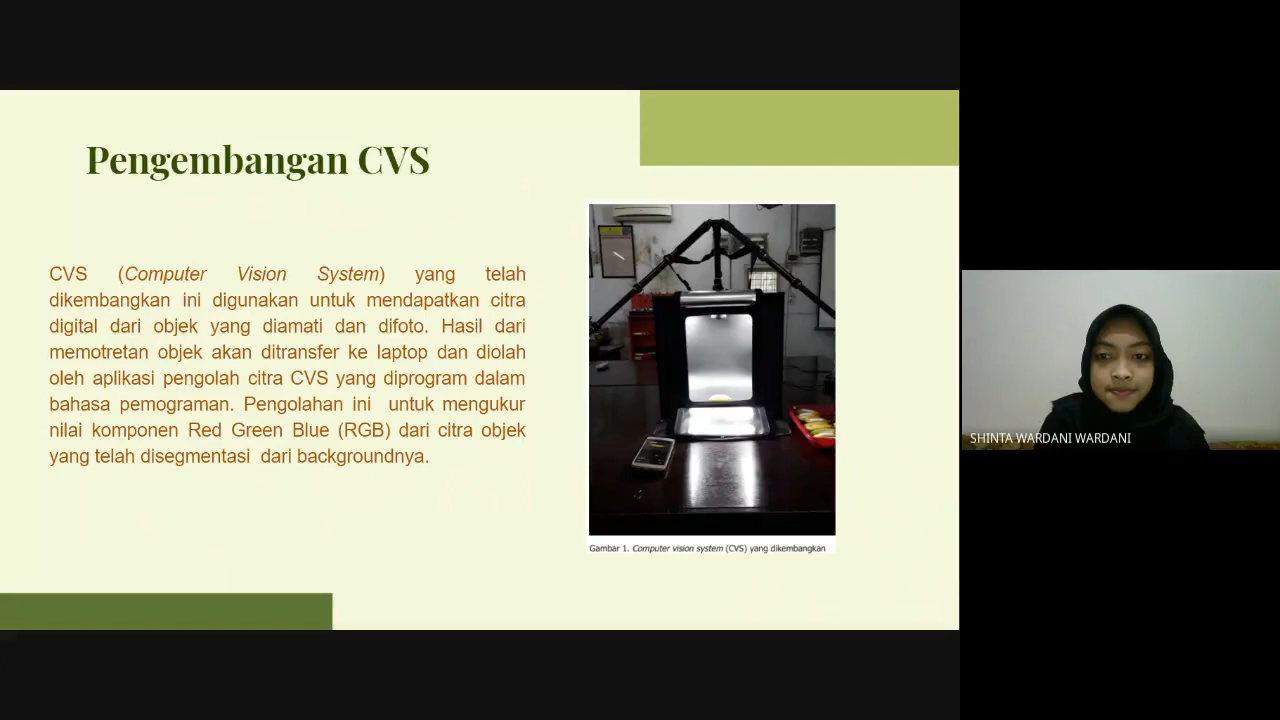 Pengembangan CVS
CVS (Computer Vision System) yang telah
dikembangkan ini digunakan untuk mendapatkan citra
digital dari objek yang diamati dan difoto. Hasil dari
memotretan objek akan ditransfer ke laptop dan diolah
oleh aplikasi pengolah citra CVS yang diprogram dalam
bahasa pemograman. Pengolahan ini untuk mengukur
nilai komponen Red Green Blue (RGB) dari citra objek
yang telah disegmentasi dari backgroundnya.
Gambar 1. Computer vision system (CVS) yang dikembangkan
SHINTA WARDANI WARDANI